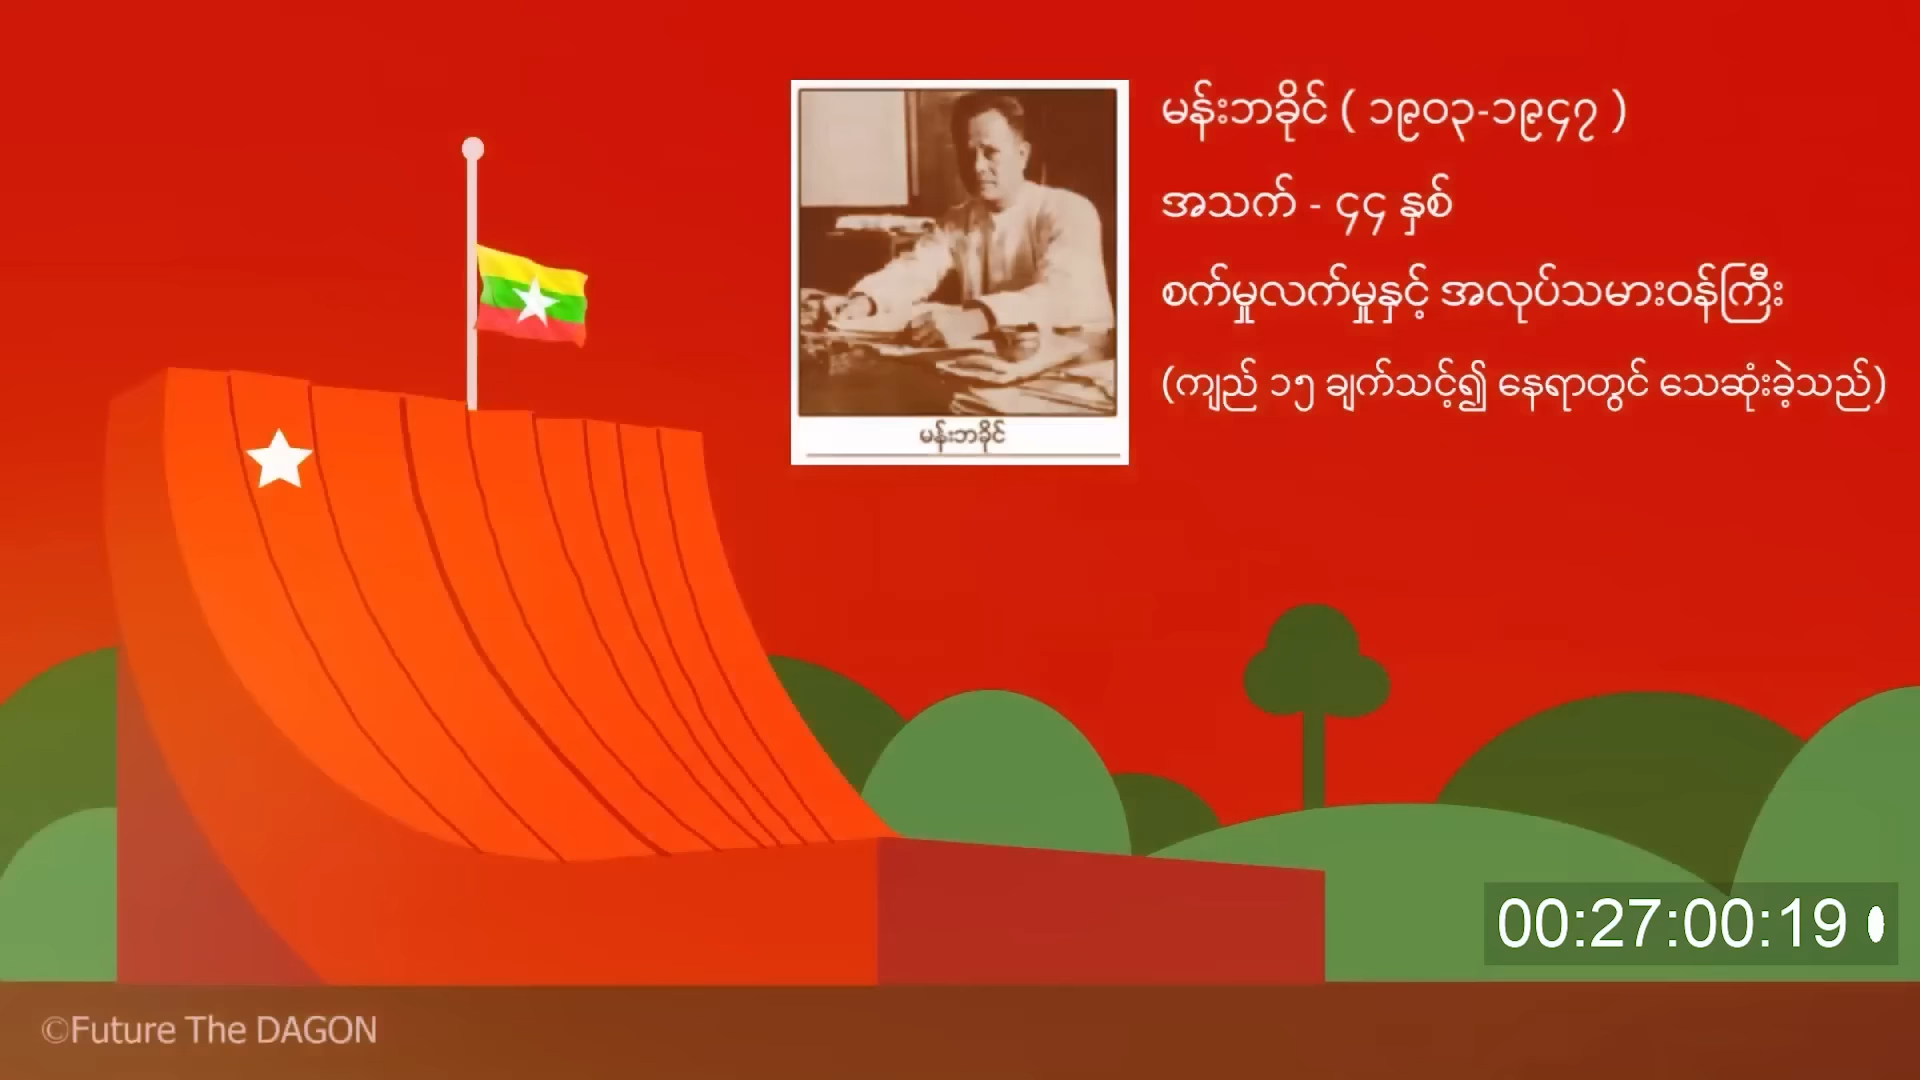 မန်းဘခိုင် ( ၁၉၀၃-၁၉၄၇ )
အသက် - ၄၄ နှစ်
စက်မှုလက်မှုနှင့် အလုပ်သမားဝန်ကြီး
(ကျည် ၁၅ ချက်သင့်၍ နေရာတွင် သေဆုံးခဲ့သည်)
မန်းဘခိုင်
00:27:00:19
©Future The DAGON